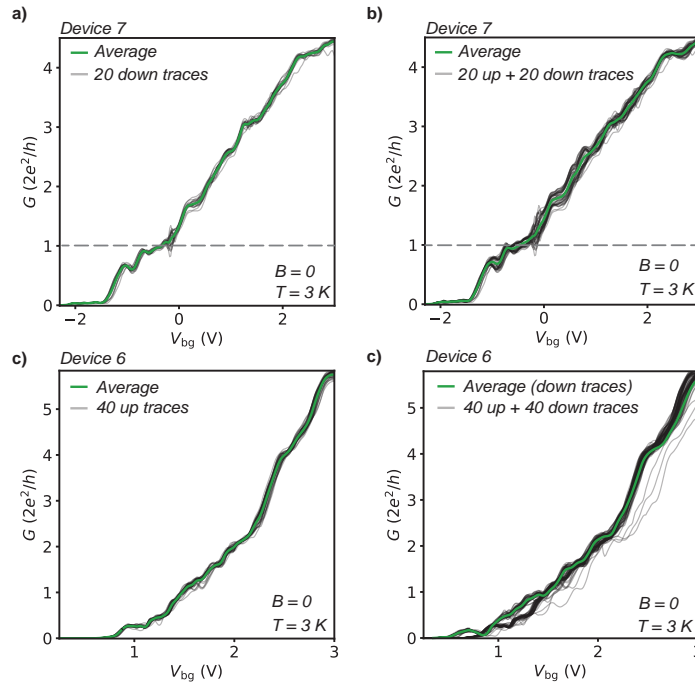 a)
Device 7
Average
20 down traces
G (2e²/h)
4
3
2
1
0
B = 0
T = 3 K
−2
0
2
V_bg (V)
b)
Device 7
Average
20 up + 20 down traces
G (2e²/h)
4
3
2
1
0
B = 0
T = 3 K
−2
0
2
V_bg (V)
c)
Device 6
Average
40 up traces
G (2e²/h)
5
4
3
2
1
0
B = 0
T = 3 K
1
2
3
V_bg (V)
c)
Device 6
Average (down traces)
40 up + 40 down traces
G (2e²/h)
5
4
3
2
1
0
B = 0
T = 3 K
1
2
V_bg (V)